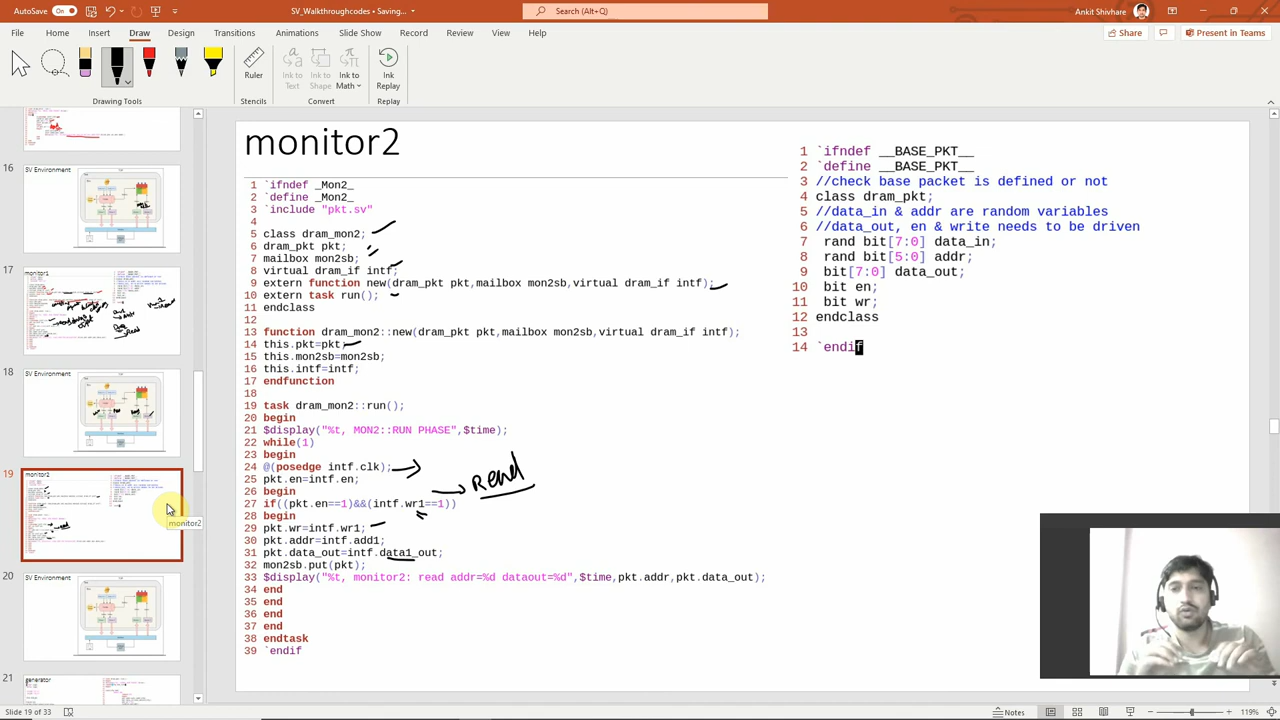 AutoSave On
SV_Walkthroughcodes • Saving...
Search (Alt+Q)
Ankit Shivhare
File Home Insert Draw Design Transitions Animations Slide Show Record Review View Help
Share
Present in Teams
Ruler
Ink to Text
Ink to Shape
Ink to Math
Ink Replay
Drawing Tools
Stencils
Convert
Replay
16
SV Environment
17
monitor1
18
SV Environment
19
monitor2
monitor2
20
SV Environment
21
generator
monitor2
1 `ifndef _Mon2_
2 `define _Mon2_
3 `include "pkt.sv"
4
5 class dram_mon2;
6 dram_pkt pkt;
7 mailbox mon2sb;
8 virtual dram_if intf;
9 extern function new(dram_pkt pkt,mailbox mon2sb,virtual dram_if intf);
10 extern task run();
11 endclass
12
13 function dram_mon2::new(dram_pkt pkt,mailbox mon2sb,virtual dram_if intf);
14 this.pkt=pkt;
15 this.mon2sb=mon2sb;
16 this.intf=intf;
17 endfunction
18
19 task dram_mon2::run();
20 begin
21 $display("%t, MON2::RUN PHASE",$time);
22 while(1)
23 begin
24 @(posedge intf.clk);
25 pkt.en=intf.en;
26 begin
27 if((pkt.en==1)&&(intf.wr1==1))
28 begin
29 pkt.wr=intf.wr1;
30 pkt.addr=intf.add1;
31 pkt.data_out=intf.data1_out;
32 mon2sb.put(pkt);
33 $display("%t, monitor2: read addr=%d dataout=%d",$time,pkt.addr,pkt.data_out);
34 end
35 end
36 end
37 end
38 endtask
39 `endif
read
1 `ifndef __BASE_PKT__
2 `define __BASE_PKT__
3 //check base packet is defined or not
4 class dram_pkt;
5 //data_in & addr are random variables
6 //data_out, en & write needs to be driven
7 rand bit[7:0] data_in;
8 rand bit[5:0] addr;
9 bit[7:0] data_out;
10 bit en;
11 bit wr;
12 endclass
13
14 `endif
Slide 19 of 33
Notes
119%